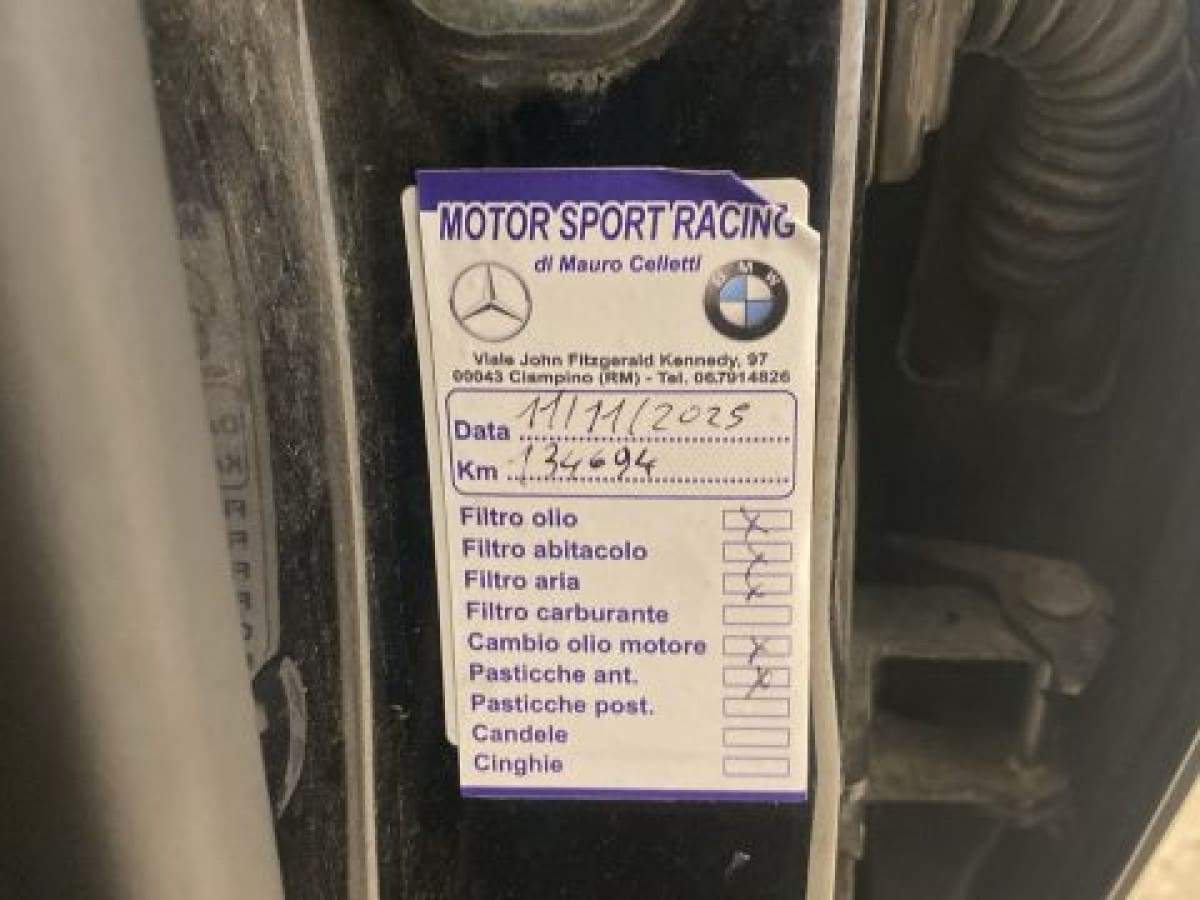 MOTOR SPORT RACING
di Mauro Celletti
BMW
Viale John Fitzgerald Kennedy, 97
00043 Ciampino (RM) - Tel. 067914826
Data 11/11/2025
Km 134694
Filtro olio X
Filtro abitacolo X
Filtro aria X
Filtro carburante
Cambio olio motore X
Pasticche ant. X
Pasticche post.
Candele
Cinghie